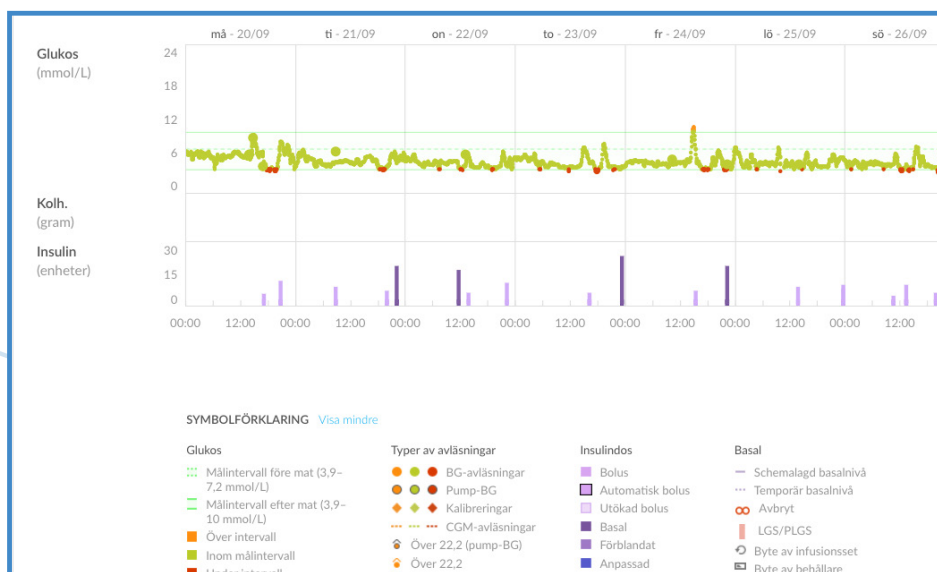 må - 20/09
ti - 21/09
on - 22/09
to - 23/09
fr - 24/09
lö - 25/09
sö - 26/09
Glukos
(mmol/L)
24
18
12
6
0
Kolh.
(gram)
Insulin
(enheter)
30
15
0
00:00 12:00 00:00 12:00 00:00 12:00 00:00 12:00 00:00 12:00 00:00 12:00 00:00 12:00
SYMBOLFÖRKLARING Visa mindre
Glukos
Målintervall före mat (3,9–
7,2 mmol/L)
Målintervall efter mat (3,9–
10 mmol/L)
Över intervall
Inom målintervall
Under intervall
Typer av avläsningar
BG-avläsningar
Pump-BG
Kalibreringar
CGM-avläsningar
Över 22,2 (pump-BG)
Över 22,2
Insulindos
Bolus
Automatisk bolus
Utökad bolus
Basal
Förblandat
Anpassad
Basal
Schemalagd basalnivå
Temporär basalnivå
Avbryt
LGS/PLGS
Byte av infusionsset
Byte av behållare